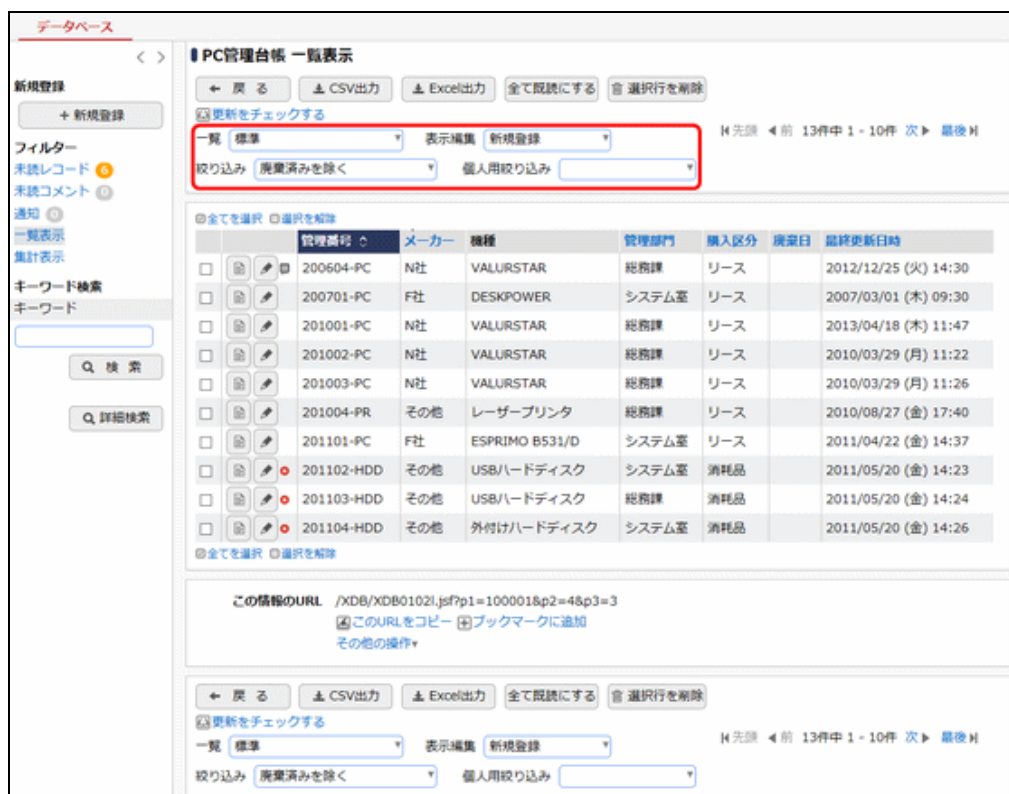 データベース
< >
新規登録
+ 新規登録
フィルター
未読レコード 6
未読コメント 0
通知 0
一覧表示
集計表示
キーワード検索
キーワード
検 索
詳細検索
PC管理台帳 一覧表示
戻 る CSV出力 Excel出力 全て既読にする 選択行を削除
更新をチェックする
一覧 標準 表示編集 新規登録 先頭 前 13件中 1 - 10件 次 最後
絞り込み 廃棄済みを除く 個人用絞り込み
全てを選択 選択を解除
管理番号 メーカー 機種 管理部門 購入区分 廃棄日 最終更新日時
200604-PC N社 VALURSTAR 総務課 リース 2012/12/25 (火) 14:30
200701-PC F社 DESKPOWER システム室 リース 2007/03/01 (木) 09:30
201001-PC N社 VALURSTAR 総務課 リース 2013/04/18 (木) 11:47
201002-PC N社 VALURSTAR 総務課 リース 2010/03/29 (月) 11:22
201003-PC N社 VALURSTAR 総務課 リース 2010/03/29 (月) 11:26
201004-PR その他 レーザープリンタ 総務課 リース 2010/08/27 (金) 17:40
201101-PC F社 ESPRIMO B531/D システム室 リース 2011/04/22 (金) 14:37
201102-HDD その他 USBハードディスク システム室 消耗品 2011/05/20 (金) 14:23
201103-HDD その他 USBハードディスク 総務課 消耗品 2011/05/20 (金) 14:24
201104-HDD その他 外付けハードディスク システム室 消耗品 2011/05/20 (金) 14:26
全てを選択 選択を解除
この情報のURL /XDB/XDB0102l.jsf?p1=100001&p2=4&p3=3
このURLをコピー ブックマークに追加
その他の操作
戻 る CSV出力 Excel出力 全て既読にする 選択行を削除
更新をチェックする
一覧 標準 表示編集 新規登録 先頭 前 13件中 1 - 10件 次 最後
絞り込み 廃棄済みを除く 個人用絞り込み